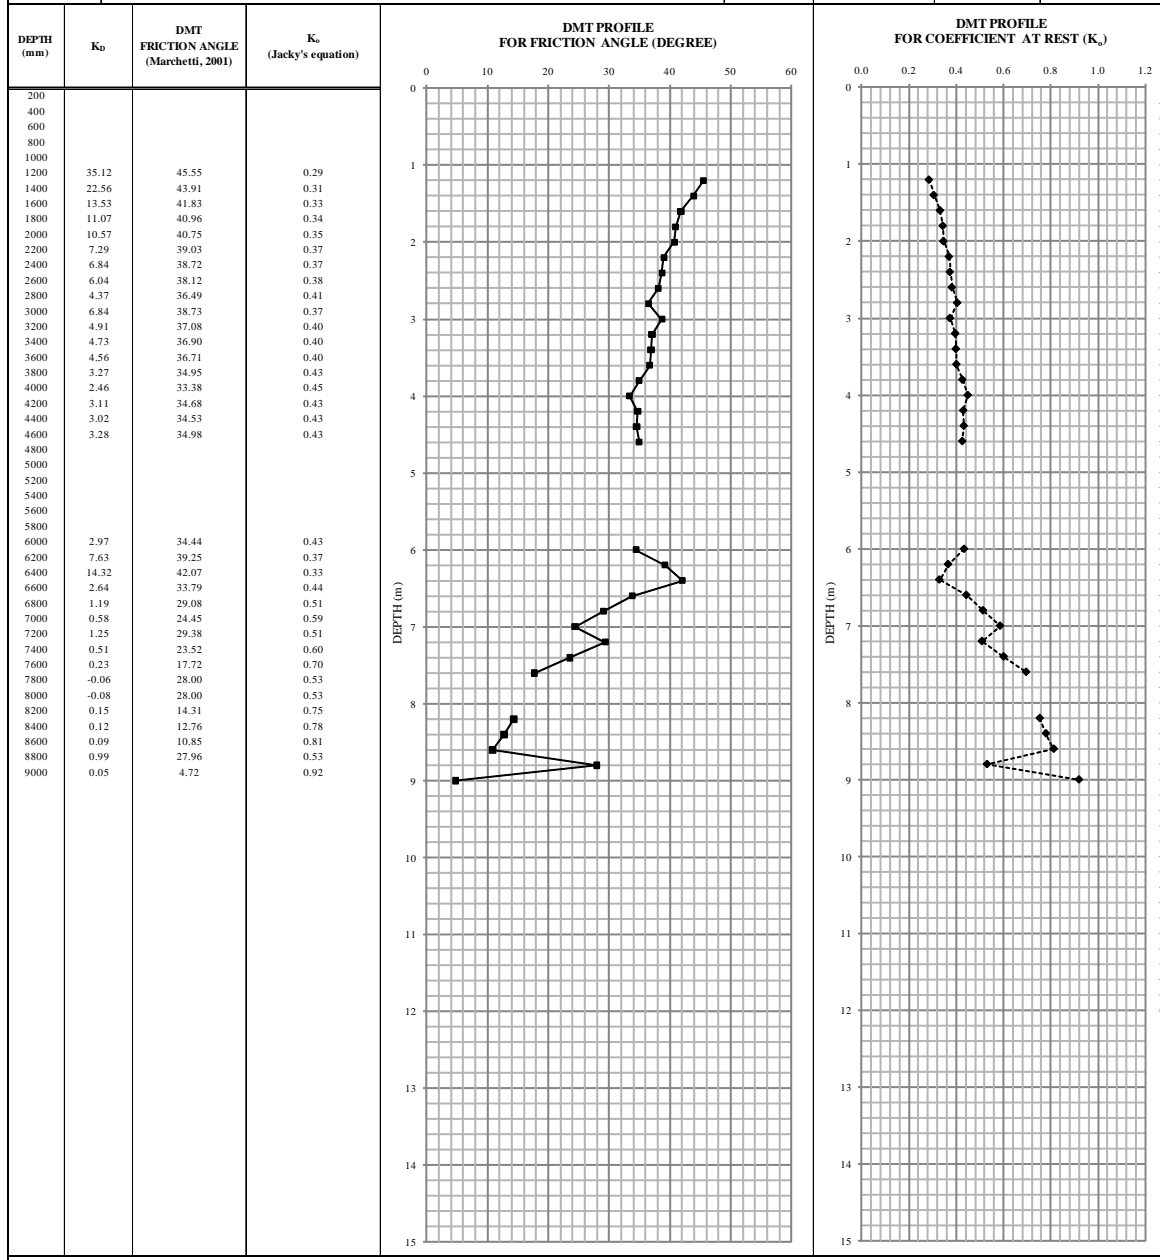 DEPTH
(mm)
K_D
DMT
FRICTION ANGLE
(Marchetti, 2001)
K_o
(Jacky's equation)
200
400
600
800
1000
1200 35.12 45.55 0.29
1400 22.56 43.91 0.31
1600 13.53 41.83 0.33
1800 11.07 40.96 0.34
2000 10.57 40.75 0.35
2200 7.29 39.03 0.37
2400 6.84 38.72 0.37
2600 6.04 38.12 0.38
2800 4.37 36.49 0.41
3000 6.84 38.73 0.37
3200 4.91 37.08 0.40
3400 4.73 36.90 0.40
3600 4.56 36.71 0.40
3800 3.27 34.95 0.43
4000 2.46 33.38 0.45
4200 3.11 34.68 0.43
4400 3.02 34.53 0.43
4600 3.28 34.98 0.43
4800
5000
5200
5400
5600
5800
6000 2.97 34.44 0.43
6200 7.63 39.25 0.37
6400 14.32 42.07 0.33
6600 2.64 33.79 0.44
6800 1.19 29.08 0.51
7000 0.58 24.45 0.59
7200 1.25 29.38 0.51
7400 0.51 23.52 0.60
7600 0.23 17.72 0.70
7800 -0.06 28.00 0.53
8000 -0.08 28.00 0.53
8200 0.15 14.31 0.75
8400 0.12 12.76 0.78
8600 0.09 10.85 0.81
8800 0.99 27.96 0.53
9000 0.05 4.72 0.92
DMT PROFILE
FOR FRICTION ANGLE (DEGREE)
0 10 20 30 40 50 60
0
1
2
3
4
5
6
7
8
9
10
11
12
13
14
15
DEPTH (m)
DMT PROFILE
FOR COEFFICIENT AT REST (K_o)
0.0 0.2 0.4 0.6 0.8 1.0 1.2
0
1
2
3
4
5
6
7
8
9
10
11
12
13
14
15
DEPTH (m)